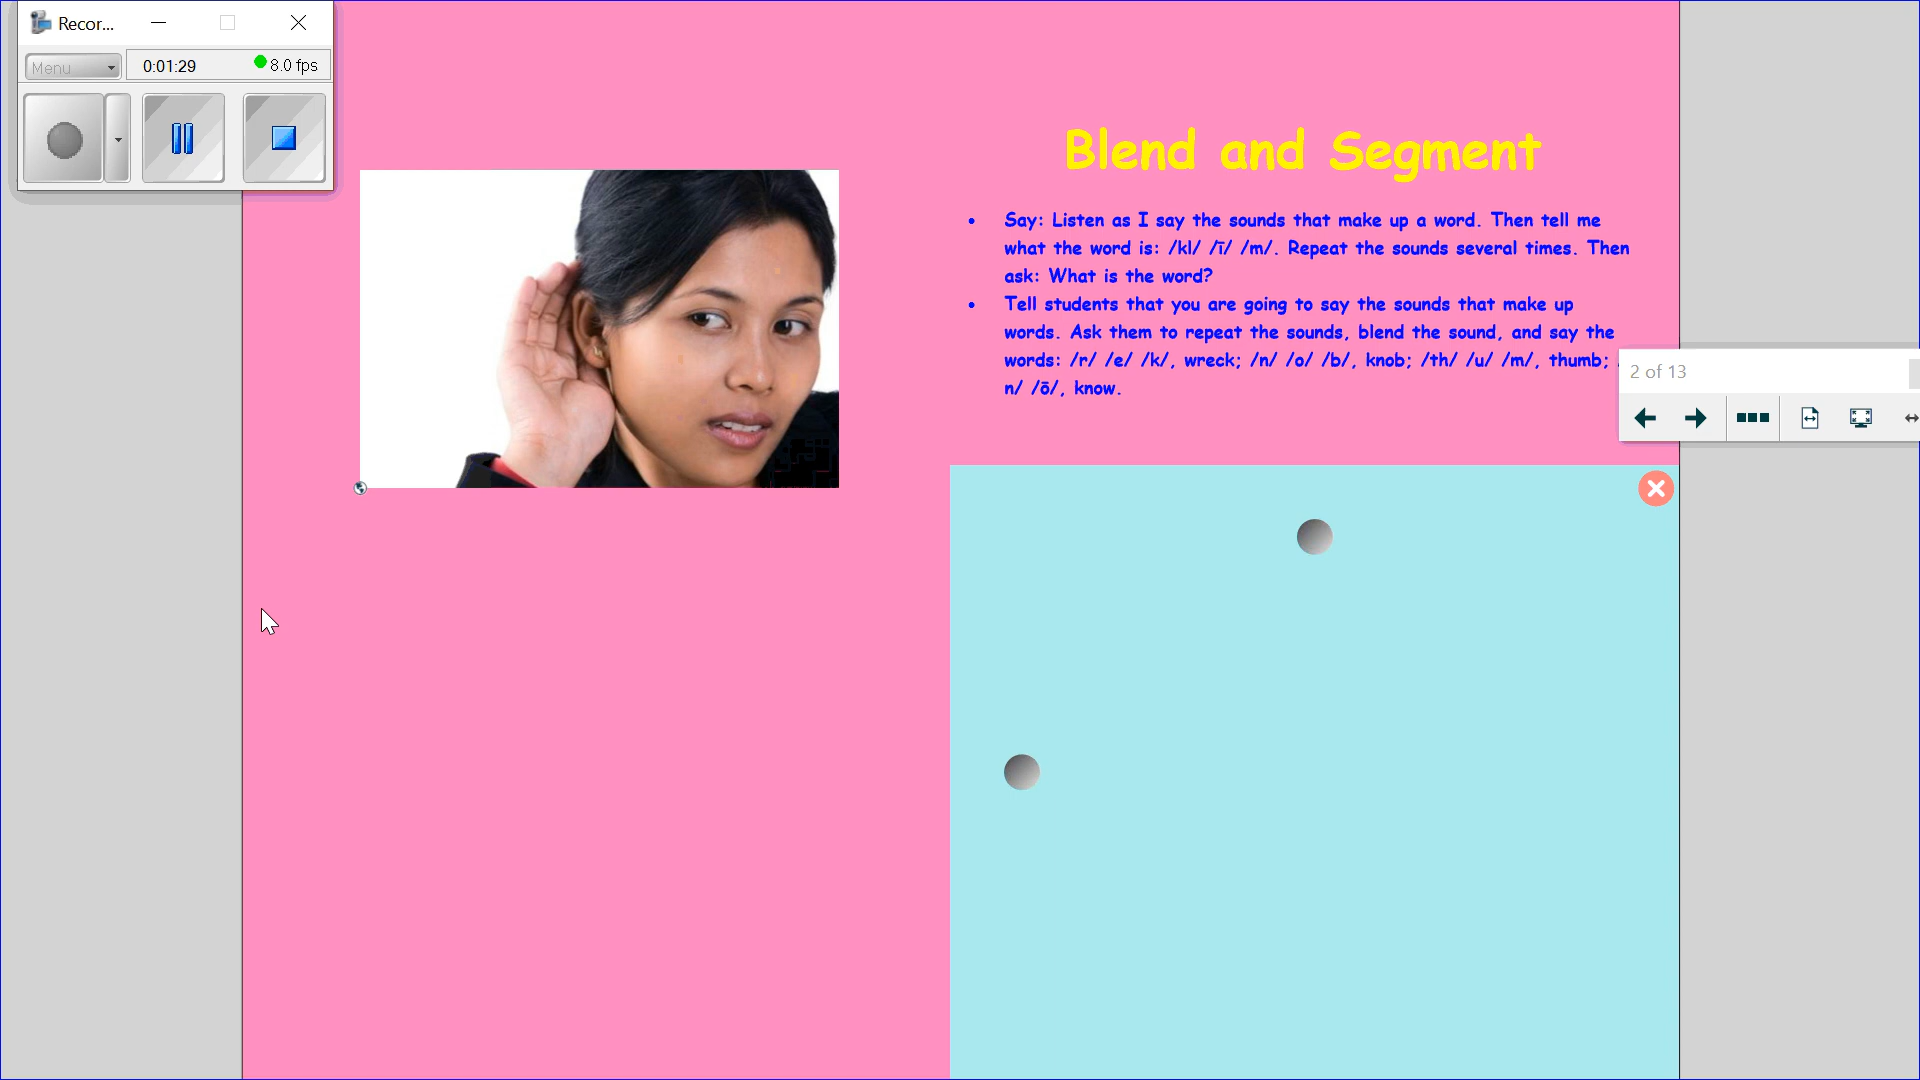 Recor...
Menu
0:01:29
8.0 fps
Blend and Segment
• Say: Listen as I say the sounds that make up a word. Then tell me
what the word is: /kl/ /ī/ /m/. Repeat the sounds several times. Then
ask: What is the word?
• Tell students that you are going to say the sounds that make up
words. Ask them to repeat the sounds, blend the sound, and say the
words: /r/ /e/ /k/, wreck; /n/ /o/ /b/, knob; /th/ /u/ /m/, thumb; /
n/ /ō/, know.
2 of 13